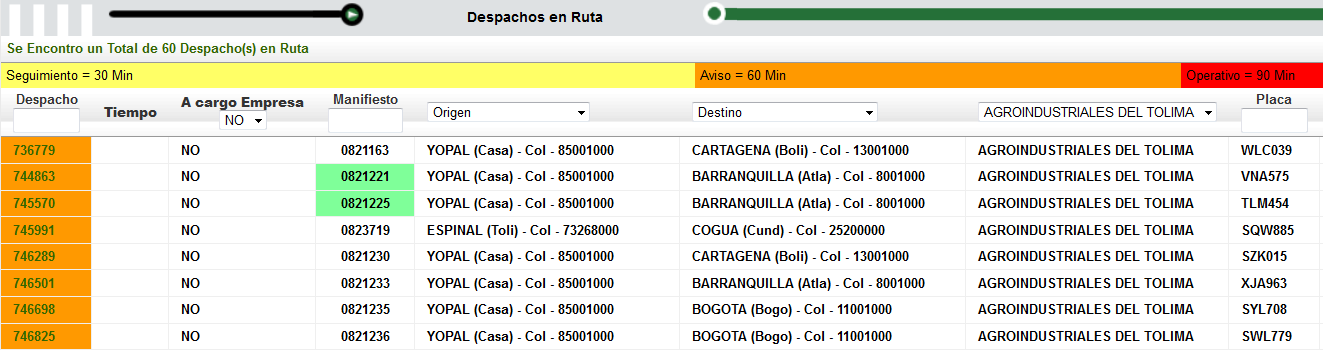 Despachos en Ruta
Se Encontro un Total de 60 Despacho(s) en Ruta
Seguimiento = 30 Min Aviso = 60 Min Operativo = 90 Min
Despacho Tiempo A cargo Empresa NO Manifiesto Origen Destino AGROINDUSTRIALES DEL TOLIMA Placa
736779 NO 0821163 YOPAL (Casa) - Col - 85001000 CARTAGENA (Boli) - Col - 13001000 AGROINDUSTRIALES DEL TOLIMA WLC039
744863 NO 0821221 YOPAL (Casa) - Col - 85001000 BARRANQUILLA (Atla) - Col - 8001000 AGROINDUSTRIALES DEL TOLIMA VNA575
745570 NO 0821225 YOPAL (Casa) - Col - 85001000 BARRANQUILLA (Atla) - Col - 8001000 AGROINDUSTRIALES DEL TOLIMA TLM454
745991 NO 0823719 ESPINAL (Toli) - Col - 73268000 COGUA (Cund) - Col - 25200000 AGROINDUSTRIALES DEL TOLIMA SQW885
746289 NO 0821230 YOPAL (Casa) - Col - 85001000 CARTAGENA (Boli) - Col - 13001000 AGROINDUSTRIALES DEL TOLIMA SZK015
746501 NO 0821233 YOPAL (Casa) - Col - 85001000 BARRANQUILLA (Atla) - Col - 8001000 AGROINDUSTRIALES DEL TOLIMA XJA963
746698 NO 0821235 YOPAL (Casa) - Col - 85001000 BOGOTA (Bogo) - Col - 11001000 AGROINDUSTRIALES DEL TOLIMA SYL708
746825 NO 0821236 YOPAL (Casa) - Col - 85001000 BOGOTA (Bogo) - Col - 11001000 AGROINDUSTRIALES DEL TOLIMA SWL779